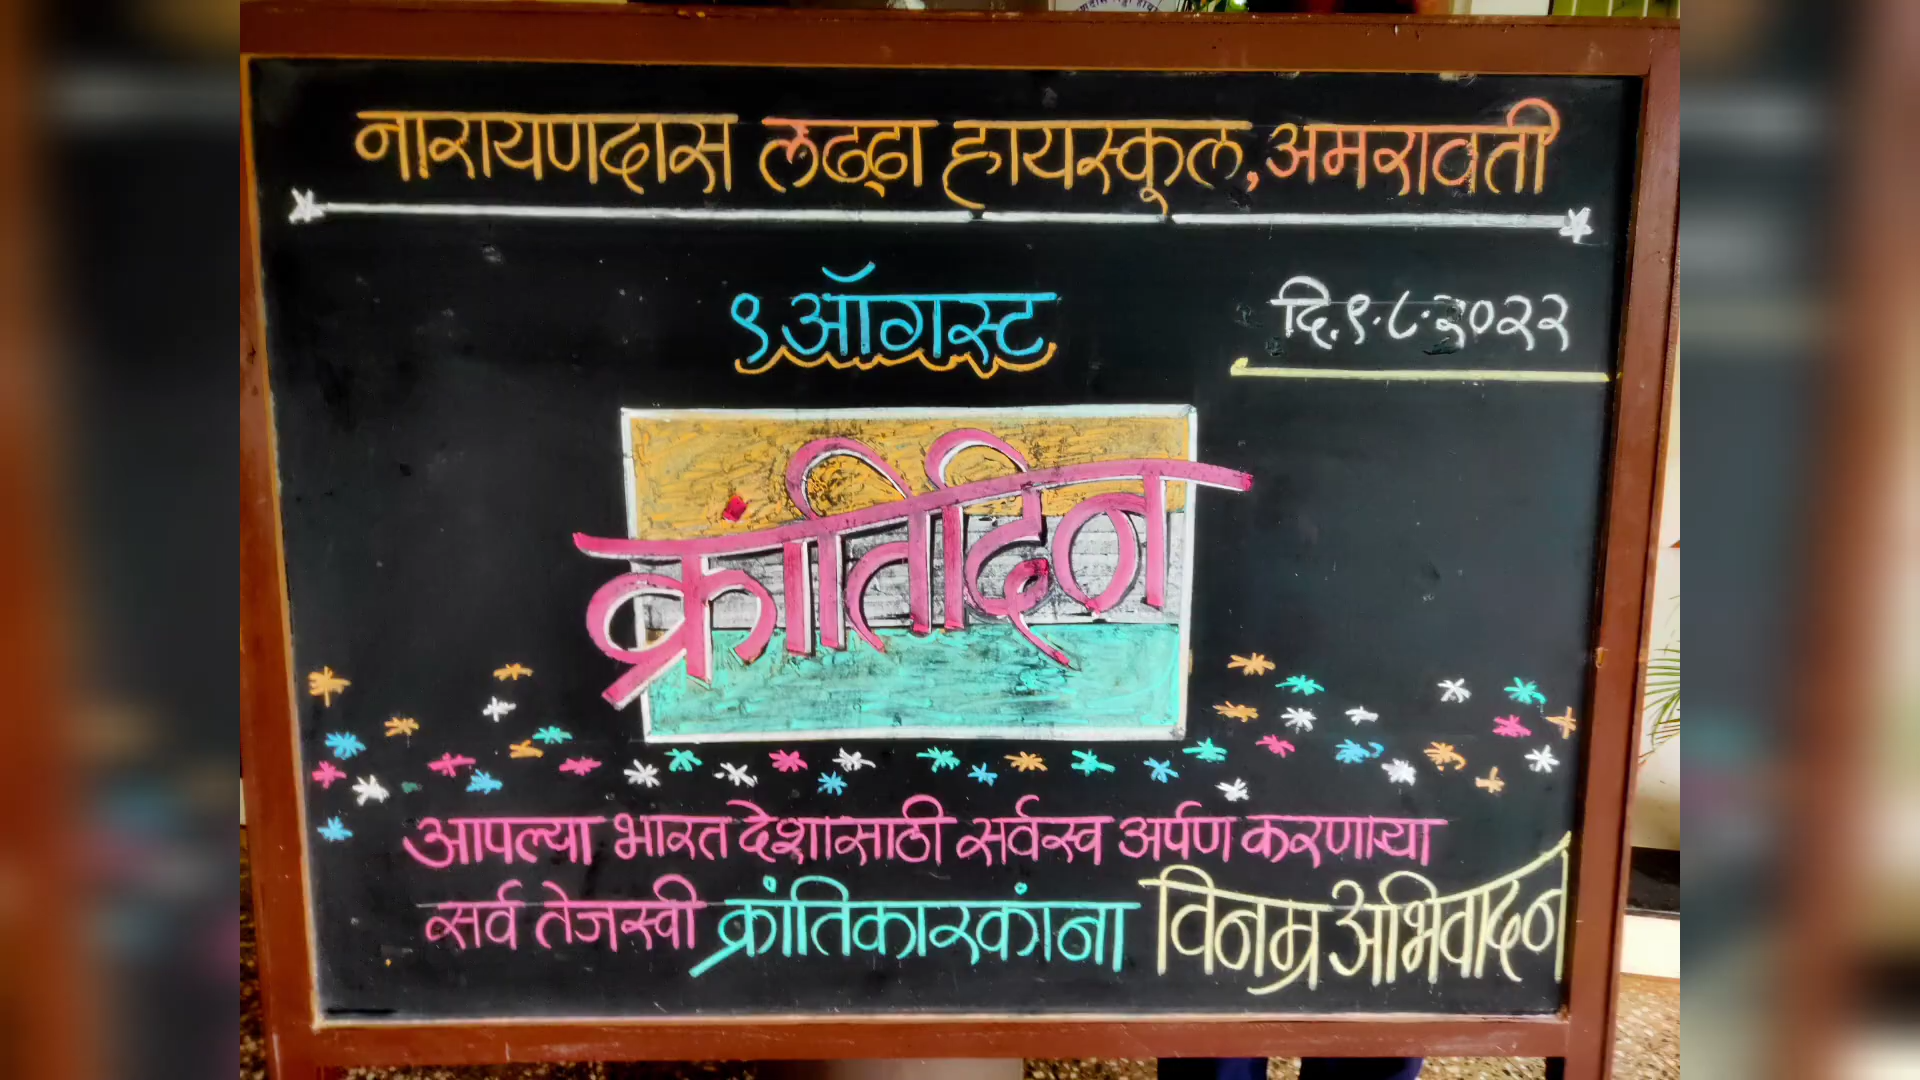 नारायणदास लढ्ढा हायस्कूल, अमरावती
९ ऑगस्ट
दि. ९.८.२०२२
क्रांतिदिन
आपल्या भारत देशासाठी सर्वस्व अर्पण करणाऱ्या
सर्व तेजस्वी क्रांतिकारकांना विनम्र अभिवादन